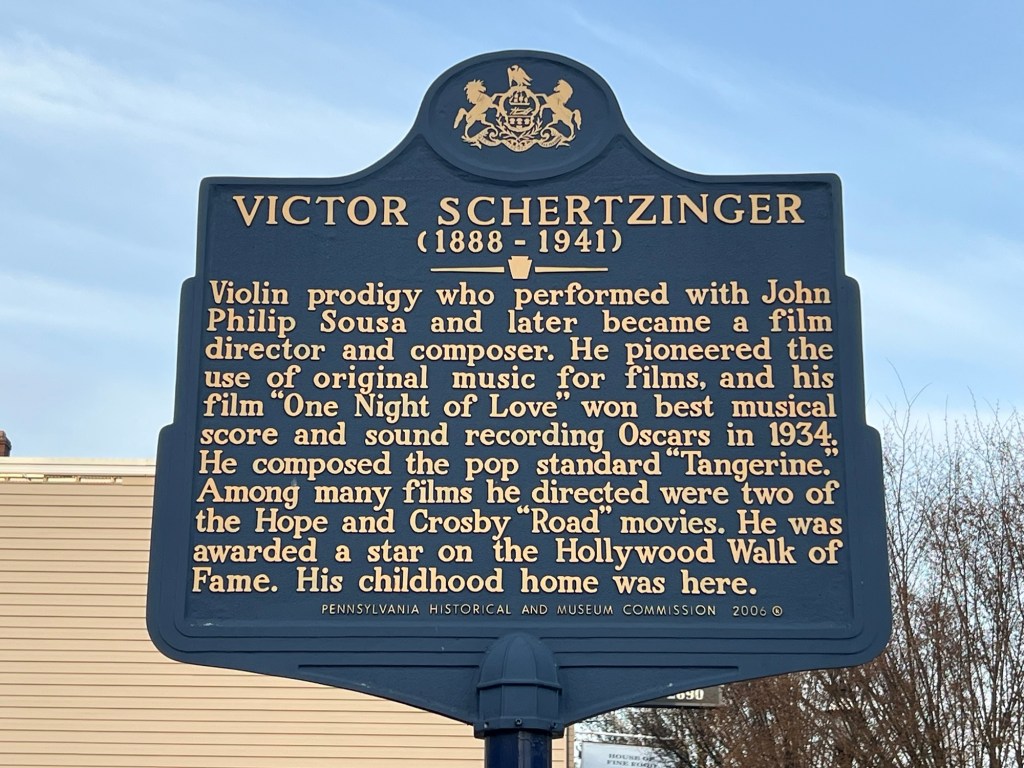 VICTOR SCHERTZINGER
(1888 - 1941)
Violin prodigy who performed with John
Philip Sousa and later became a film
director and composer. He pioneered the
use of original music for films, and his
film "One Night of Love" won best musical
score and sound recording Oscars in 1934.
He composed the pop standard "Tangerine."
Among many films he directed were two of
the Hope and Crosby "Road" movies. He was
awarded a star on the Hollywood Walk of
Fame. His childhood home was here.
PENNSYLVANIA HISTORICAL AND MUSEUM COMMISSION 2006 ®
HOUSE OF
FINE FOOD